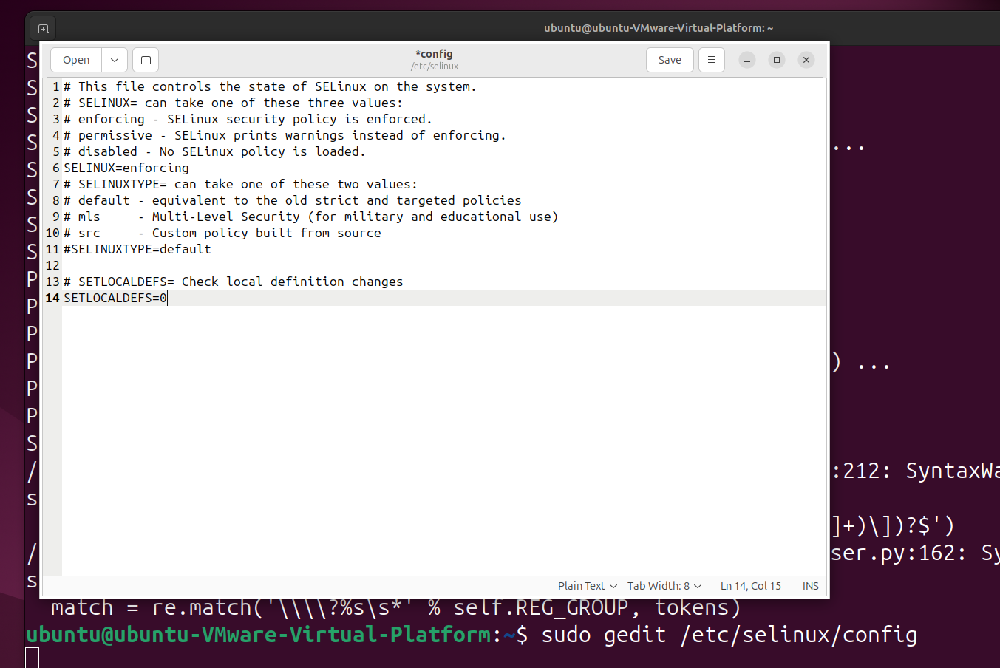 ubuntu@ubuntu-VMware-Virtual-Platform: ~
Open
*config
/etc/selinux
Save
1 # This file controls the state of SELinux on the system.
2 # SELINUX= can take one of these three values:
3 # enforcing - SELinux security policy is enforced.
4 # permissive - SELinux prints warnings instead of enforcing.
5 # disabled - No SELinux policy is loaded.
6 SELINUX=enforcing
7 # SELINUXTYPE= can take one of these two values:
8 # default - equivalent to the old strict and targeted policies
9 # mls     - Multi-Level Security (for military and educational use)
10 # src     - Custom policy built from source
11 #SELINUXTYPE=default
12
13 # SETLOCALDEFS= Check local definition changes
14 SETLOCALDEFS=0
Plain Text Tab Width: 8 Ln 14, Col 15 INS
S
S
S
S ...
S
S
S
S
P
P
P
P ) ...
P
P
S
/ :212: SyntaxWa
s
]+)\])?$')
/ ser.py:162: Sy
s
match = re.match('\\\\?%s\s*' % self.REG_GROUP, tokens)
ubuntu@ubuntu-VMware-Virtual-Platform:~$ sudo gedit /etc/selinux/config